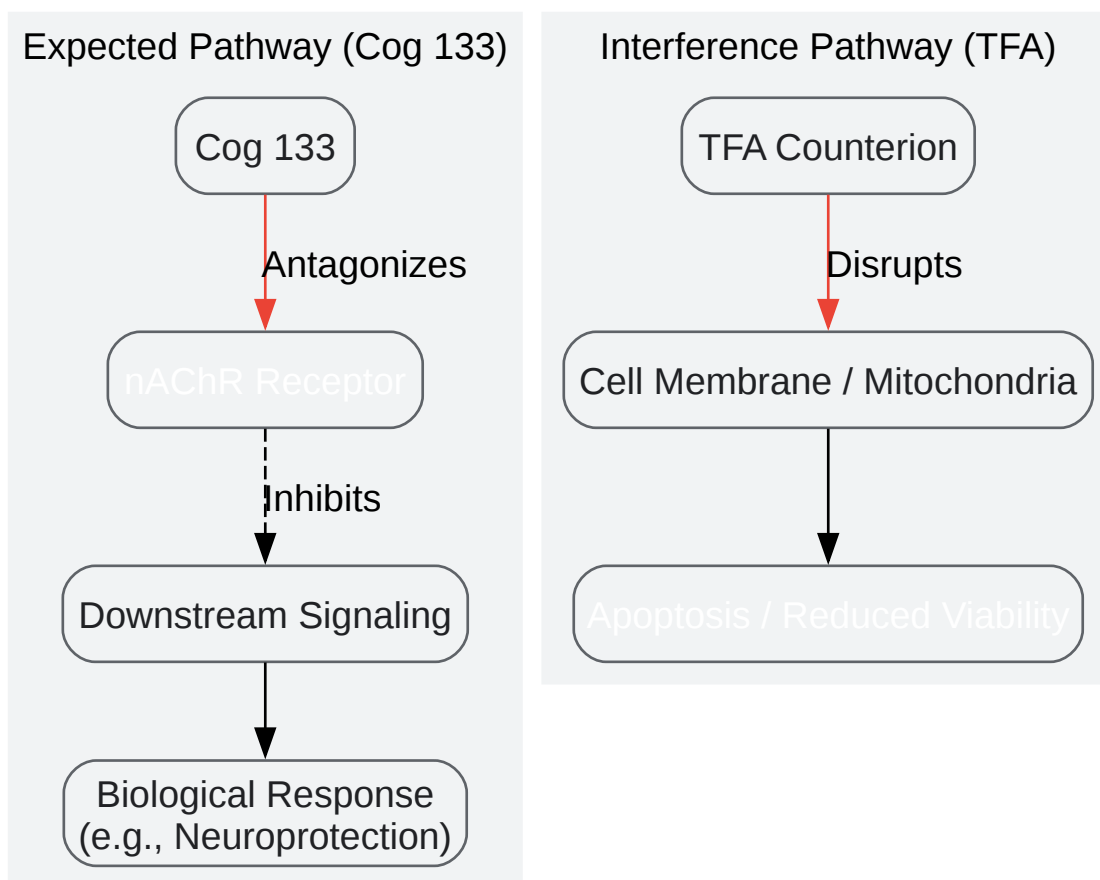 Expected Pathway (Cog 133)
Cog 133
Antagonizes
nAChR Receptor
Inhibits
Downstream Signaling
Biological Response
(e.g., Neuroprotection)
Interference Pathway (TFA)
TFA Counterion
Disrupts
Cell Membrane / Mitochondria
Apoptosis / Reduced Viability